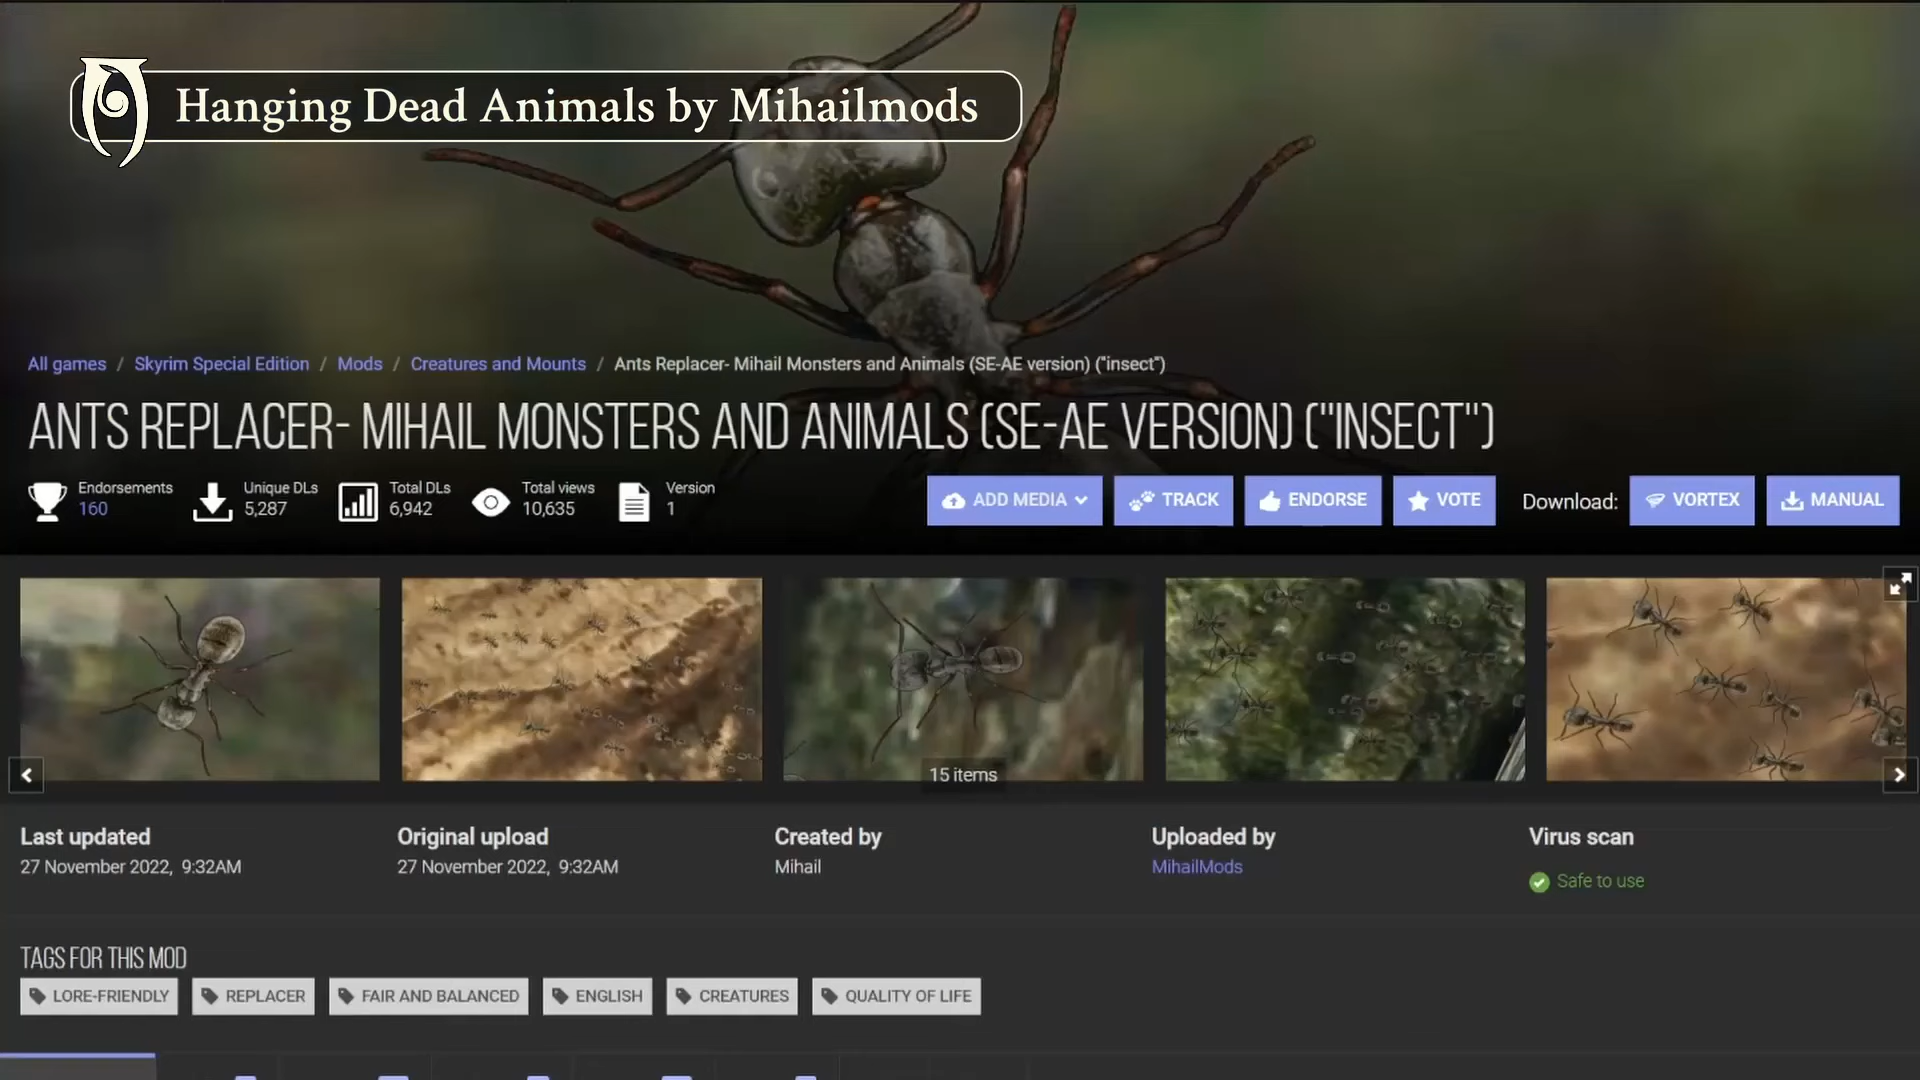 Hanging Dead Animals by Mihailmods
All games / Skyrim Special Edition / Mods / Creatures and Mounts / Ants Replacer- Mihail Monsters and Animals (SE-AE version) ("insect")
ANTS REPLACER- MIHAIL MONSTERS AND ANIMALS (SE-AE VERSION) ("INSECT")
Endorsements
160
Unique DLs
5,287
Total DLs
6,942
Total views
10,635
Version
1
ADD MEDIA
TRACK
ENDORSE
VOTE
Download:
VORTEX
MANUAL
15 items
Last updated
27 November 2022, 9:32AM
Original upload
27 November 2022, 9:32AM
Created by
Mihail
Uploaded by
MihailMods
Virus scan
Safe to use
TAGS FOR THIS MOD
LORE-FRIENDLY
REPLACER
FAIR AND BALANCED
ENGLISH
CREATURES
QUALITY OF LIFE